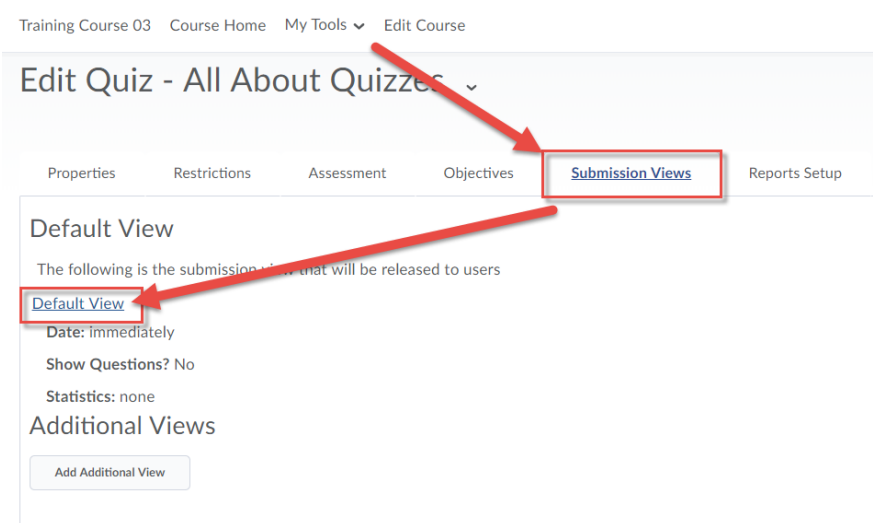 Training Course 03 Course Home My Tools Edit Course
Edit Quiz - All About Quizzes
Properties Restrictions Assessment Objectives Submission Views Reports Setup
Default View
The following is the submission view that will be released to users
Default View
Date: immediately
Show Questions? No
Statistics: none
Additional Views
Add Additional View